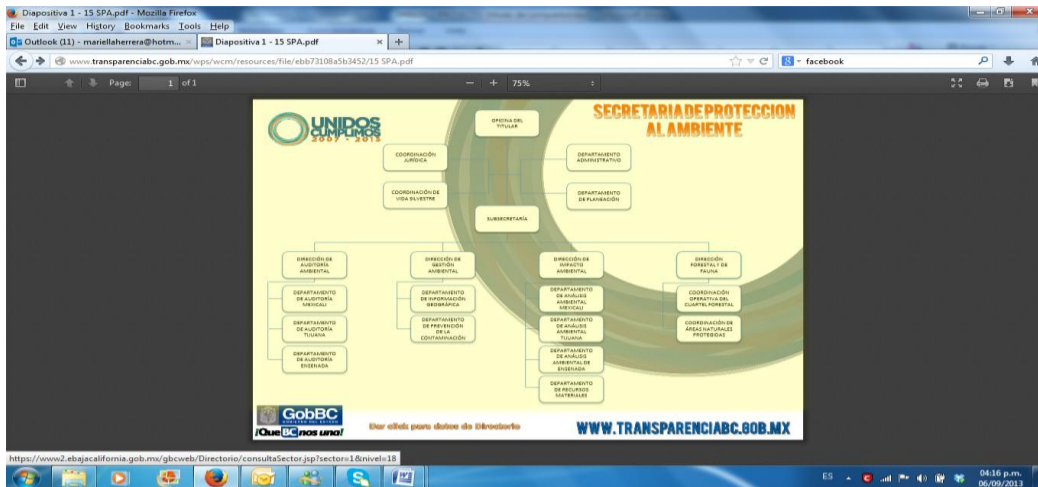 Diapositiva 1 - 15 SPA.pdf - Mozilla Firefox
File Edit View History Bookmarks Tools Help
Outlook (11) - mariellaherrera@hotm...
Diapositiva 1 - 15 SPA.pdf
www.transparenciabc.gob.mx/wps/wcm/resources/file/ebb73108a5b3452/15 SPA.pdf
facebook
Page: 1 of 1
75%
UNIDOS
CUMPLIMOS
2007 - 2013
OFICINA DEL
TITULAR
SECRETARIA DE PROTECCION
AL AMBIENTE
COORDINACIÓN
JURÍDICA
DEPARTAMENTO
ADMINISTRATIVO
COORDINACIÓN DE
VIDA SILVESTRE
DEPARTAMENTO
DE PLANEACIÓN
SUBSECRETARÍA
DIRECCIÓN DE
AUDITORÍA
AMBIENTAL
DEPARTAMENTO
DE AUDITORÍA
MEXICALI
DEPARTAMENTO
DE AUDITORÍA
TIJUANA
DEPARTAMENTO
DE AUDITORÍA
ENSENADA
DIRECCIÓN DE
GESTIÓN
AMBIENTAL
DEPARTAMENTO
DE INFORMACIÓN
GEOGRÁFICA
DEPARTAMENTO
DE PREVENCIÓN
DE LA
CONTAMINACIÓN
DIRECCIÓN DE
IMPACTO
AMBIENTAL
DEPARTAMENTO
DE ANÁLISIS
AMBIENTAL
MEXICALI
DEPARTAMENTO
DE ANÁLISIS
AMBIENTAL
TIJUANA
DEPARTAMENTO
DE ANÁLISIS
AMBIENTAL DE
ENSENADA
DEPARTAMENTO
DE RECURSOS
MATERIALES
DIRECCIÓN
FORESTAL Y DE
FAUNA
COORDINACIÓN
OPERATIVA DEL
CUARTEL FORESTAL
COORDINACIÓN DE
ÁREAS NATURALES
PROTEGIDAS
GobBC
GOBIERNO DEL ESTADO
¡Que BC nos una!
Dar click para datos de Directorio
WWW.TRANSPARENCIABC.GOB.MX
https://www2.ebajacalifornia.gob.mx/gbcweb/Directorio/consultaSector.jsp?sector=1&nivel=18
ES
04:16 p.m.
06/09/2013